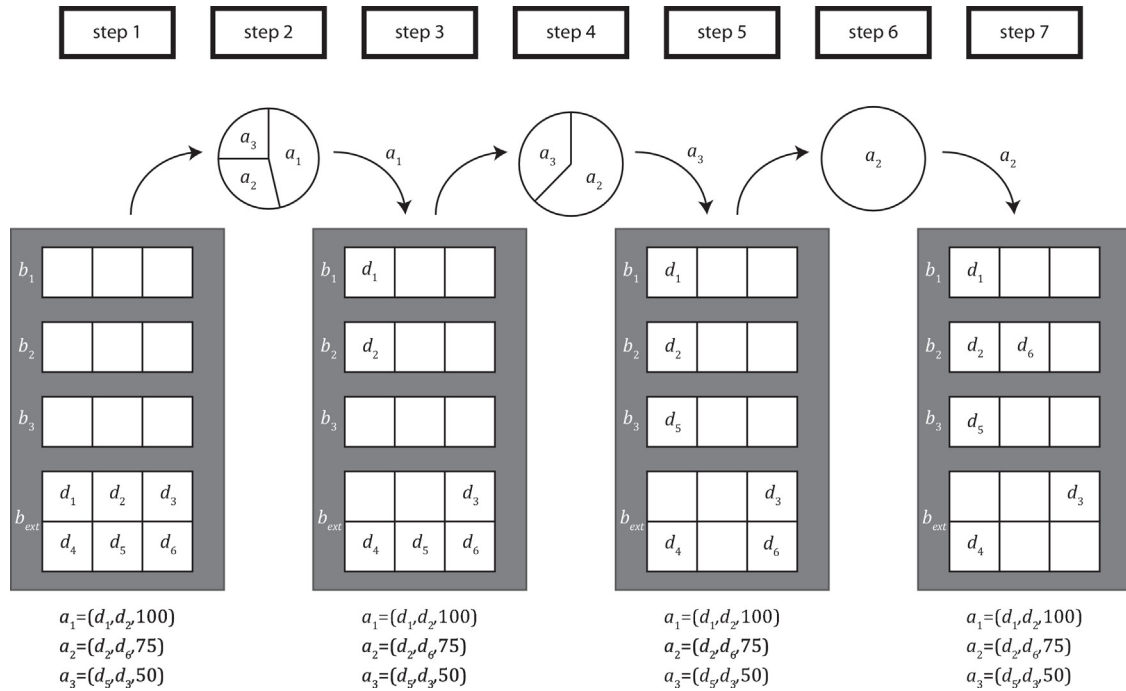 step 1 step 2 step 3 step 4 step 5 step 6 step 7
a₃ a₁ a₂
a₁
a₃ a₂
a₃
a₂
a₂
b₁ b₁ d₁ b₁ d₁ b₁ d₁
b₂ b₂ d₂ b₂ d₂ b₂ d₂ d₆
b₃ b₃ b₃ d₅ b₃ d₅
d₁ d₂ d₃ d₃ d₃ d₃
b_ext b_ext b_ext b_ext
d₄ d₅ d₆ d₄ d₅ d₆ d₄ d₆ d₄
a₁=(d₁,d₂,100) a₁=(d₁,d₂,100) a₁=(d₁,d₂,100) a₁=(d₁,d₂,100)
a₂=(d₂,d₆,75) a₂=(d₂,d₆,75) a₂=(d₂,d₆,75) a₂=(d₂,d₆,75)
a₃=(d₅,d₃,50) a₃=(d₅,d₃,50) a₃=(d₅,d₃,50) a₃=(d₅,d₃,50)